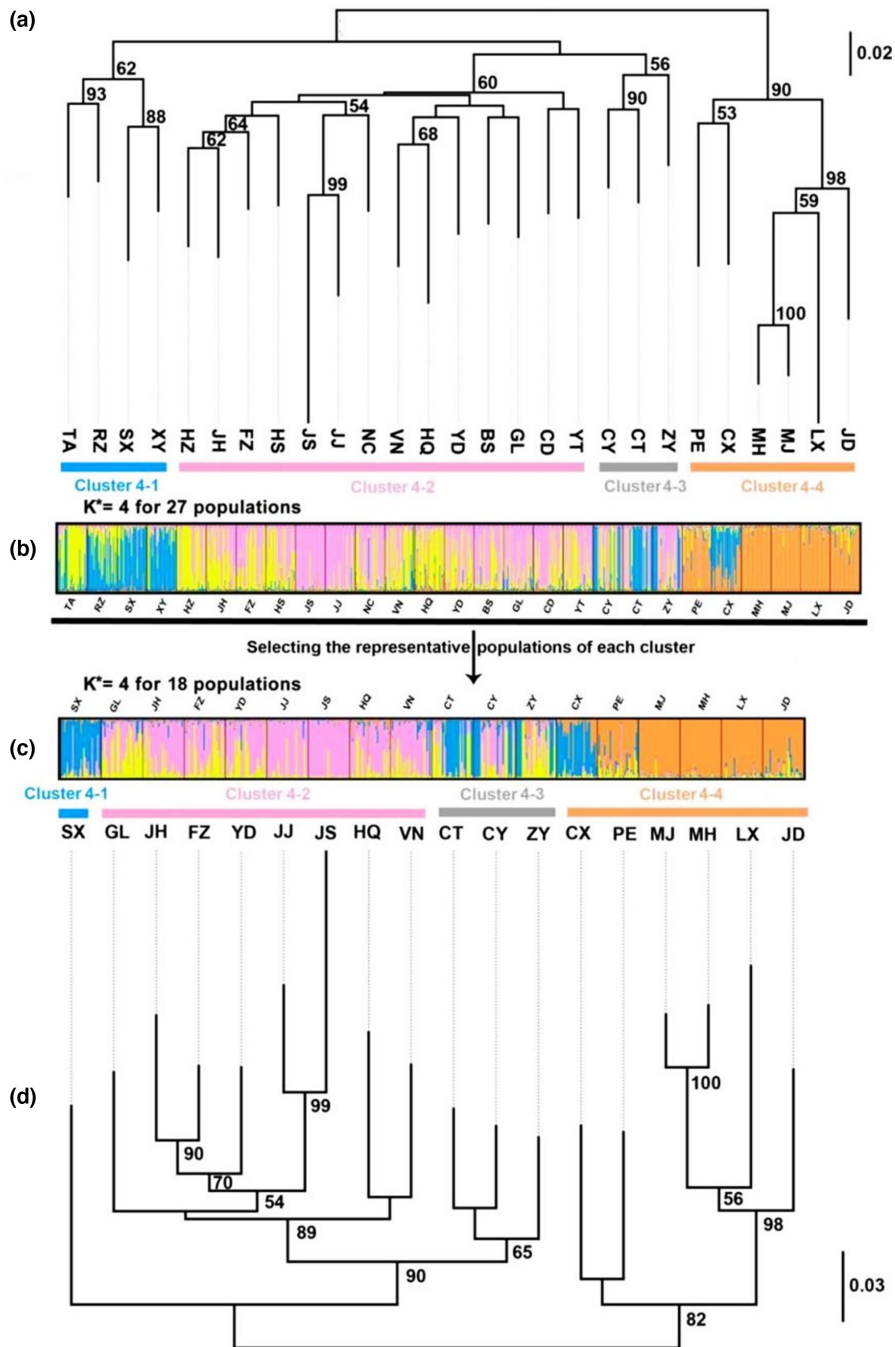 (a)
0.02
62
56
60
90
93
90
54
53
88
64
62
68
99
98
59
100
TA RZ SX XY HZ JH FZ HS JS JJ NC VN HQ YD BS GL CD YT CY CT ZY PE CX MH MJ LX JD
Cluster 4-1 Cluster 4-2 Cluster 4-3 Cluster 4-4
K*= 4 for 27 populations
(b)
TA RZ SX XY HZ JH FZ HS JS JJ NC VN HQ YD BS GL CD YT CY CT ZY PE CX MH MJ LX JD
Selecting the representative populations of each cluster
K*= 4 for 18 populations
SX GL JH FZ YD JJ JS HQ VN CT CY ZY CX PE MJ MH LX JD
(c)
Cluster 4-1 Cluster 4-2 Cluster 4-3 Cluster 4-4
SX GL JH FZ YD JJ JS HQ VN CT CY ZY CX PE MJ MH LX JD
(d)
100
99
90
70
54
56
98
89
65
90
0.03
82